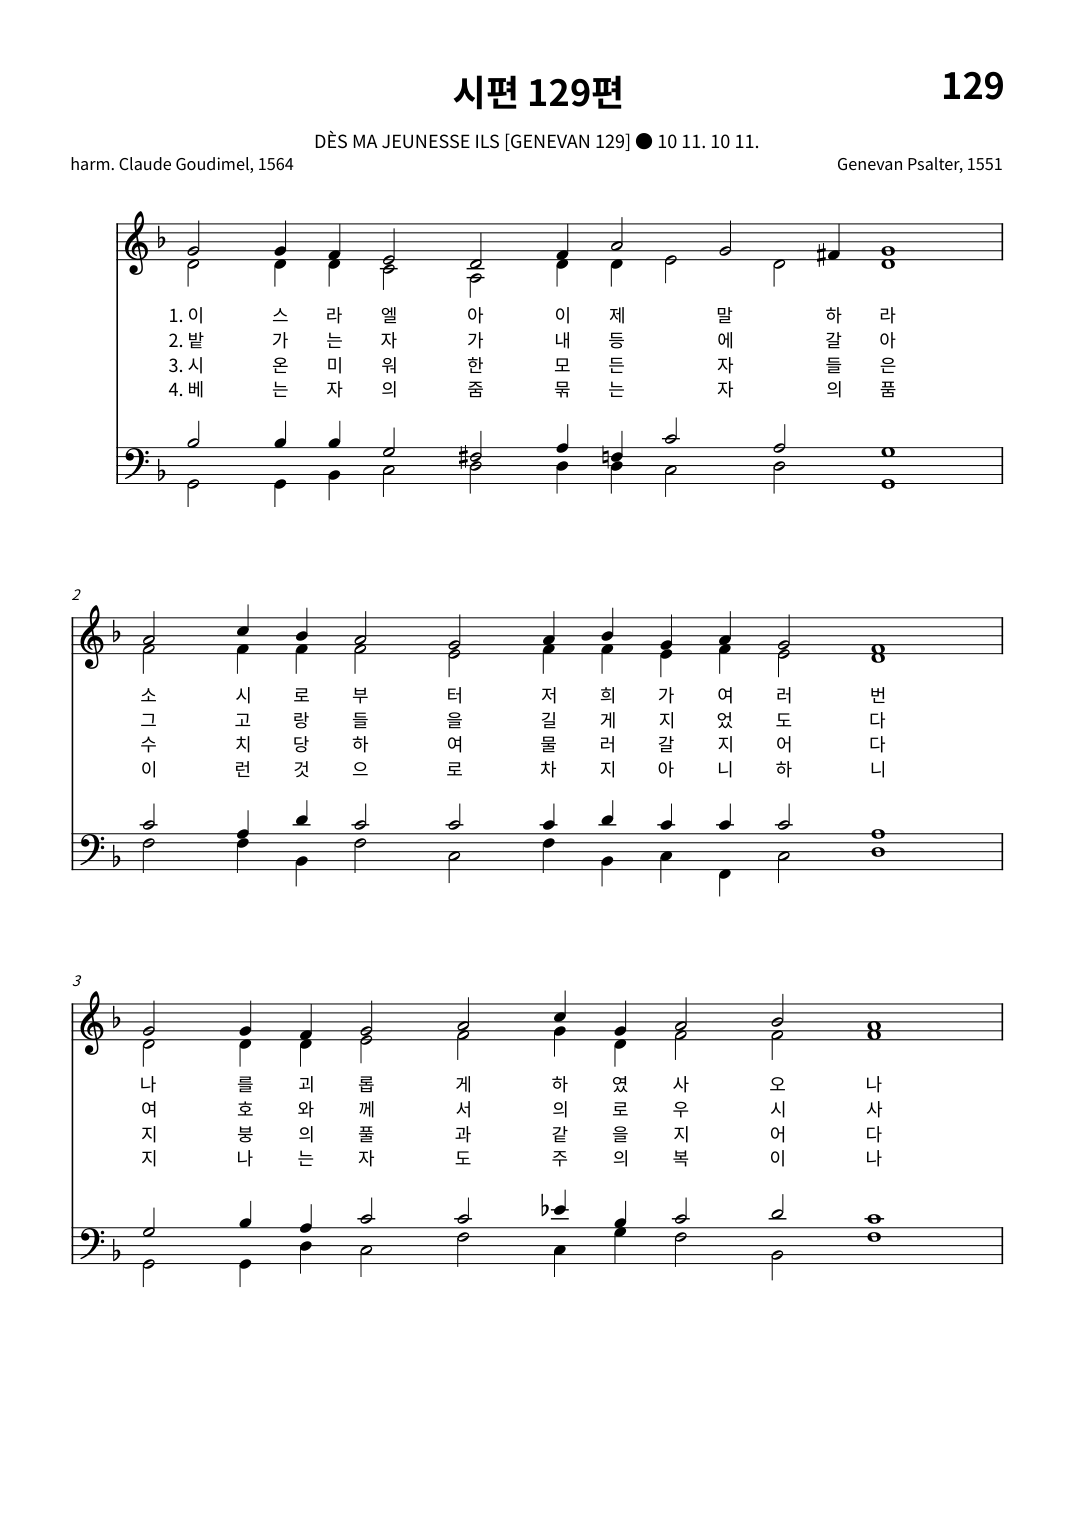 시편 129편
129
DÈS MA JEUNESSE ILS [GENEVAN 129] ● 10 11. 10 11.
harm. Claude Goudimel, 1564
Genevan Psalter, 1551
1. 이 스 라 엘 아 이 제 말 하 라
2. 밭 가 는 자 가 내 등 에 갈 아
3. 시 온 미 워 한 모 든 자 들 은
4. 베 는 자 의 줌 묶 는 자 의 품
2
소 시 로 부 터 저 희 가 여 러 번
그 고 랑 들 을 길 게 지 었 도 다
수 치 당 하 여 물 러 갈 지 어 다
이 런 것 으 로 차 지 아 니 하 니
3
나 를 괴 롭 게 하 였 사 오 나
여 호 와 께 서 의 로 우 시 사
지 붕 의 풀 과 같 을 지 어 다
지 나 는 자 도 주 의 복 이 나